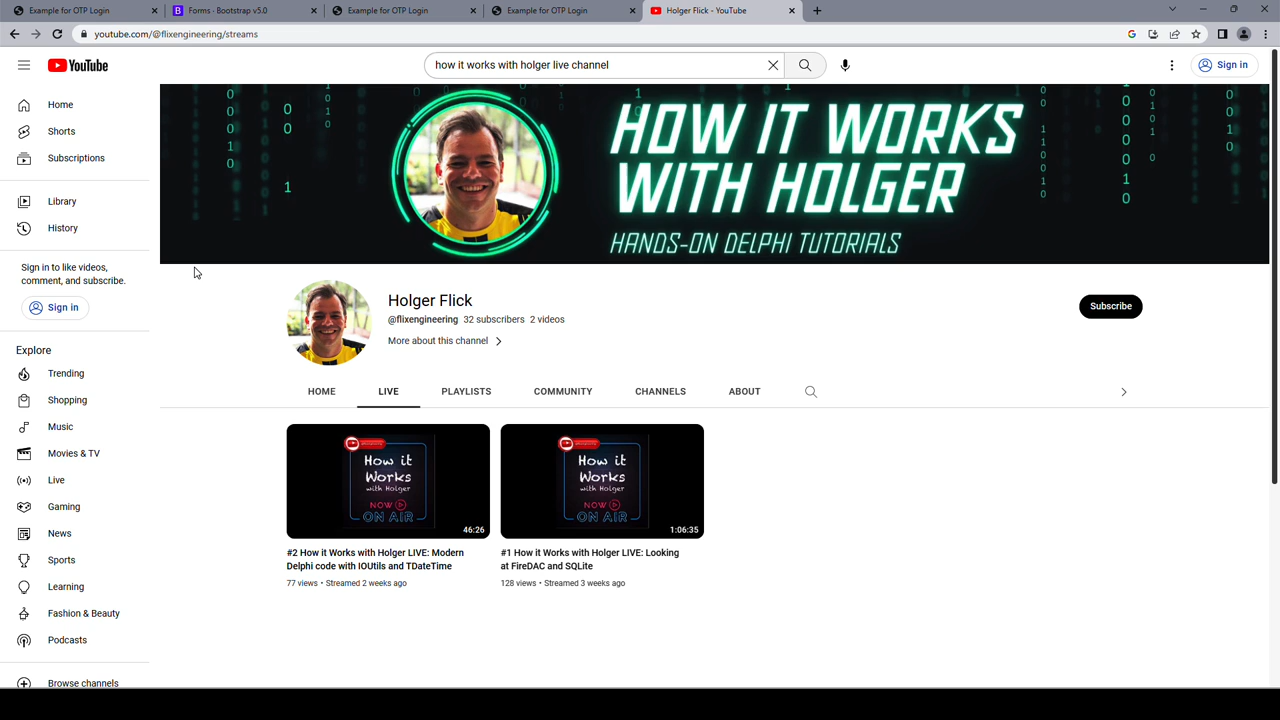 Example for OTP Login
Forms · Bootstrap v5.0
Example for OTP Login
Example for OTP Login
Holger Flick - YouTube
youtube.com/@flixengineering/streams
YouTube
how it works with holger live channel
Sign in
Home
Shorts
Subscriptions
Library
History
Sign in to like videos,
comment, and subscribe.
Sign in
Explore
Trending
Shopping
Music
Movies & TV
Live
Gaming
News
Sports
Learning
Fashion & Beauty
Podcasts
Browse channels
HOW IT WORKS
WITH HOLGER
HANDS-ON DELPHI TUTORIALS
Holger Flick
@flixengineering 32 subscribers 2 videos
More about this channel
Subscribe
HOME LIVE PLAYLISTS COMMUNITY CHANNELS ABOUT
How it
Works
with Holger
NOW
ON AIR
46:26
#2 How it Works with Holger LIVE: Modern
Delphi code with IOUtils and TDateTime
77 views • Streamed 2 weeks ago
How it
Works
with Holger
NOW
ON AIR
1:06:35
#1 How it Works with Holger LIVE: Looking
at FireDAC and SQLite
128 views • Streamed 3 weeks ago